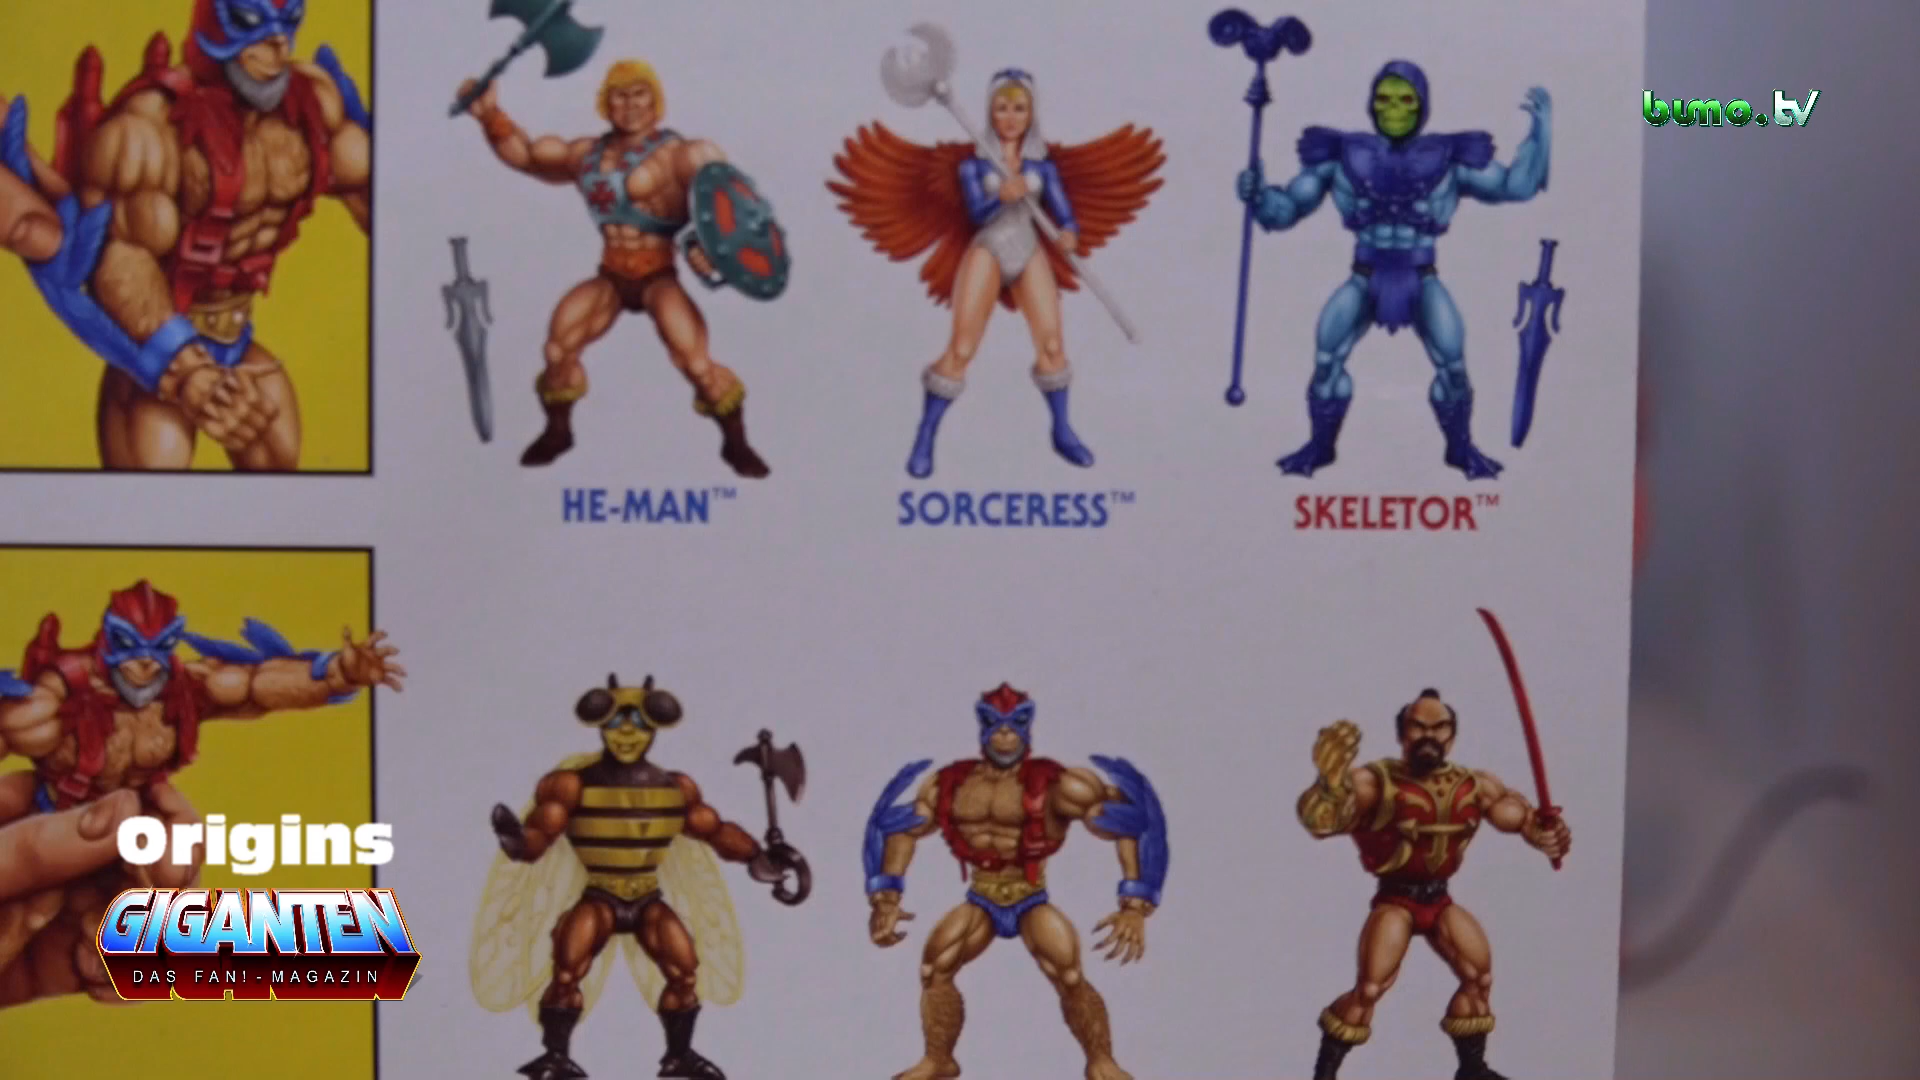 bumo.tv
HE-MAN™
SORCERESS™
SKELETOR™
Origins
GIGANTEN
DAS FAN!-MAGAZIN